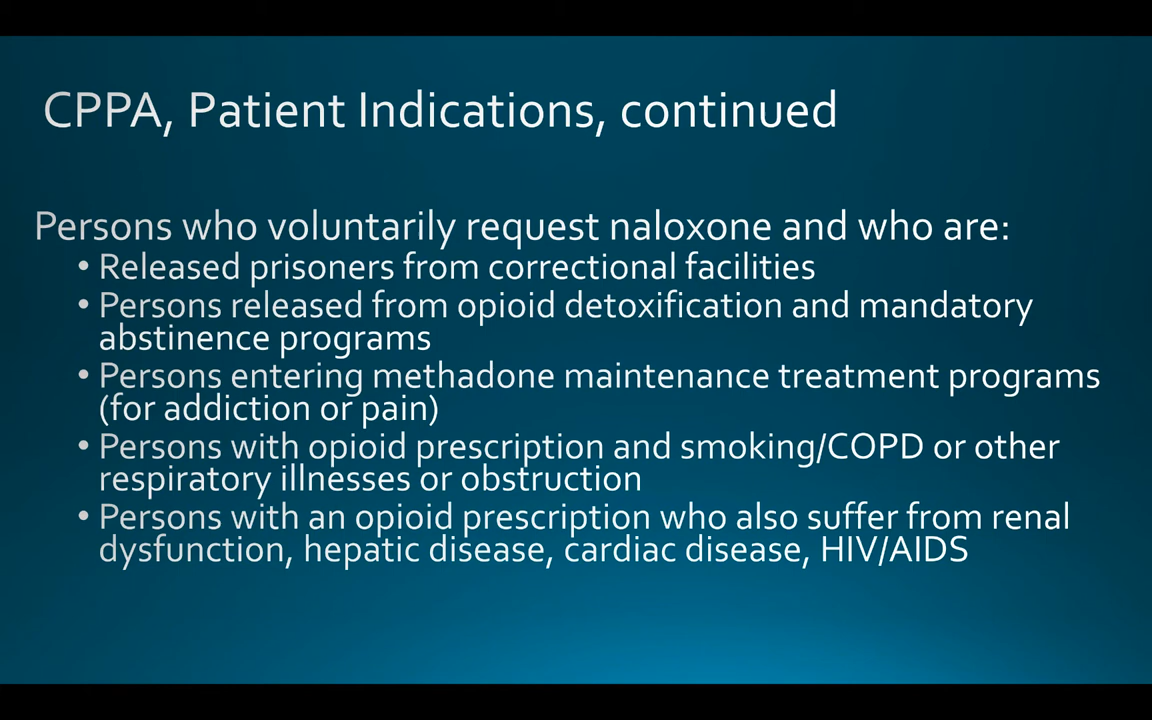 CPPA, Patient Indications, continued
Persons who voluntarily request naloxone and who are:
• Released prisoners from correctional facilities
• Persons released from opioid detoxification and mandatory
abstinence programs
• Persons entering methadone maintenance treatment programs
(for addiction or pain)
• Persons with opioid prescription and smoking/COPD or other
respiratory illnesses or obstruction
• Persons with an opioid prescription who also suffer from renal
dysfunction, hepatic disease, cardiac disease, HIV/AIDS